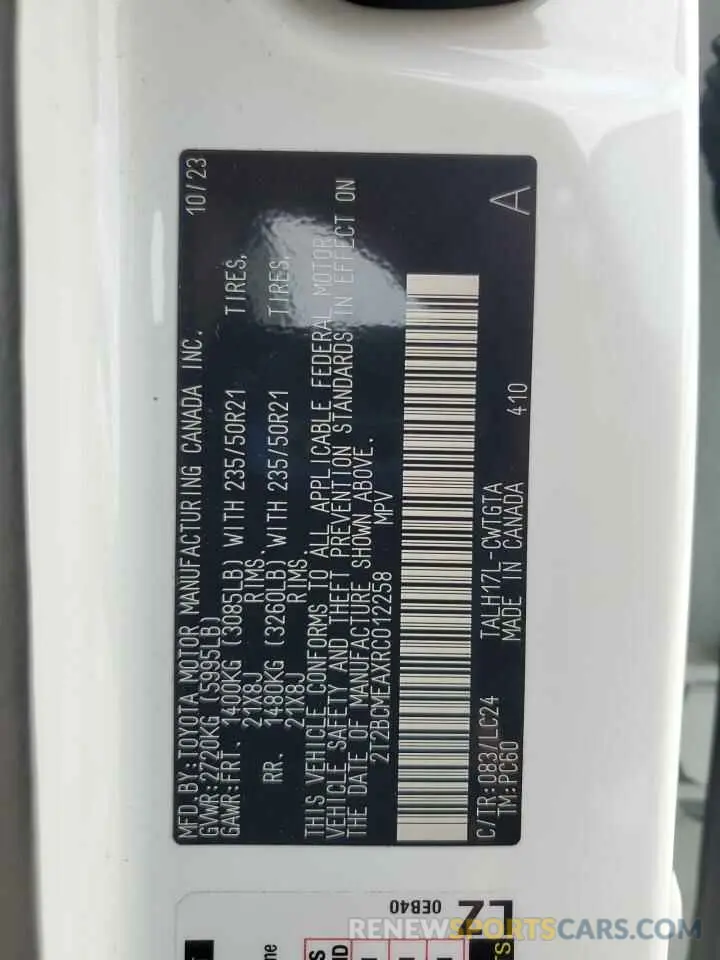 MFD. BY: TOYOTA MOTOR MANUFACTURING CANADA INC. 10/23
GVWR: 2720KG (5995LB)
GAWR: FRT. 1400KG (3085LB) WITH 235/50R21 TIRES,
21X8J RIMS.
RR. 1480KG (3260LB) WITH 235/50R21 TIRES,
21X8J RIMS.
THIS VEHICLE CONFORMS TO ALL APPLICABLE FEDERAL MOTOR
VEHICLE SAFETY AND THEFT PREVENTION STANDARDS IN EFFECT ON
THE DATE OF MANUFACTURE SHOWN ABOVE.
2T2BCMEAXRC012258 MPV
C/TR: 083/LC24 TALH17L-CWTGTA 410 A
TM: PC60 MADE IN CANADA
LZ
0EB40
RENEWSPORTSCARS.COM